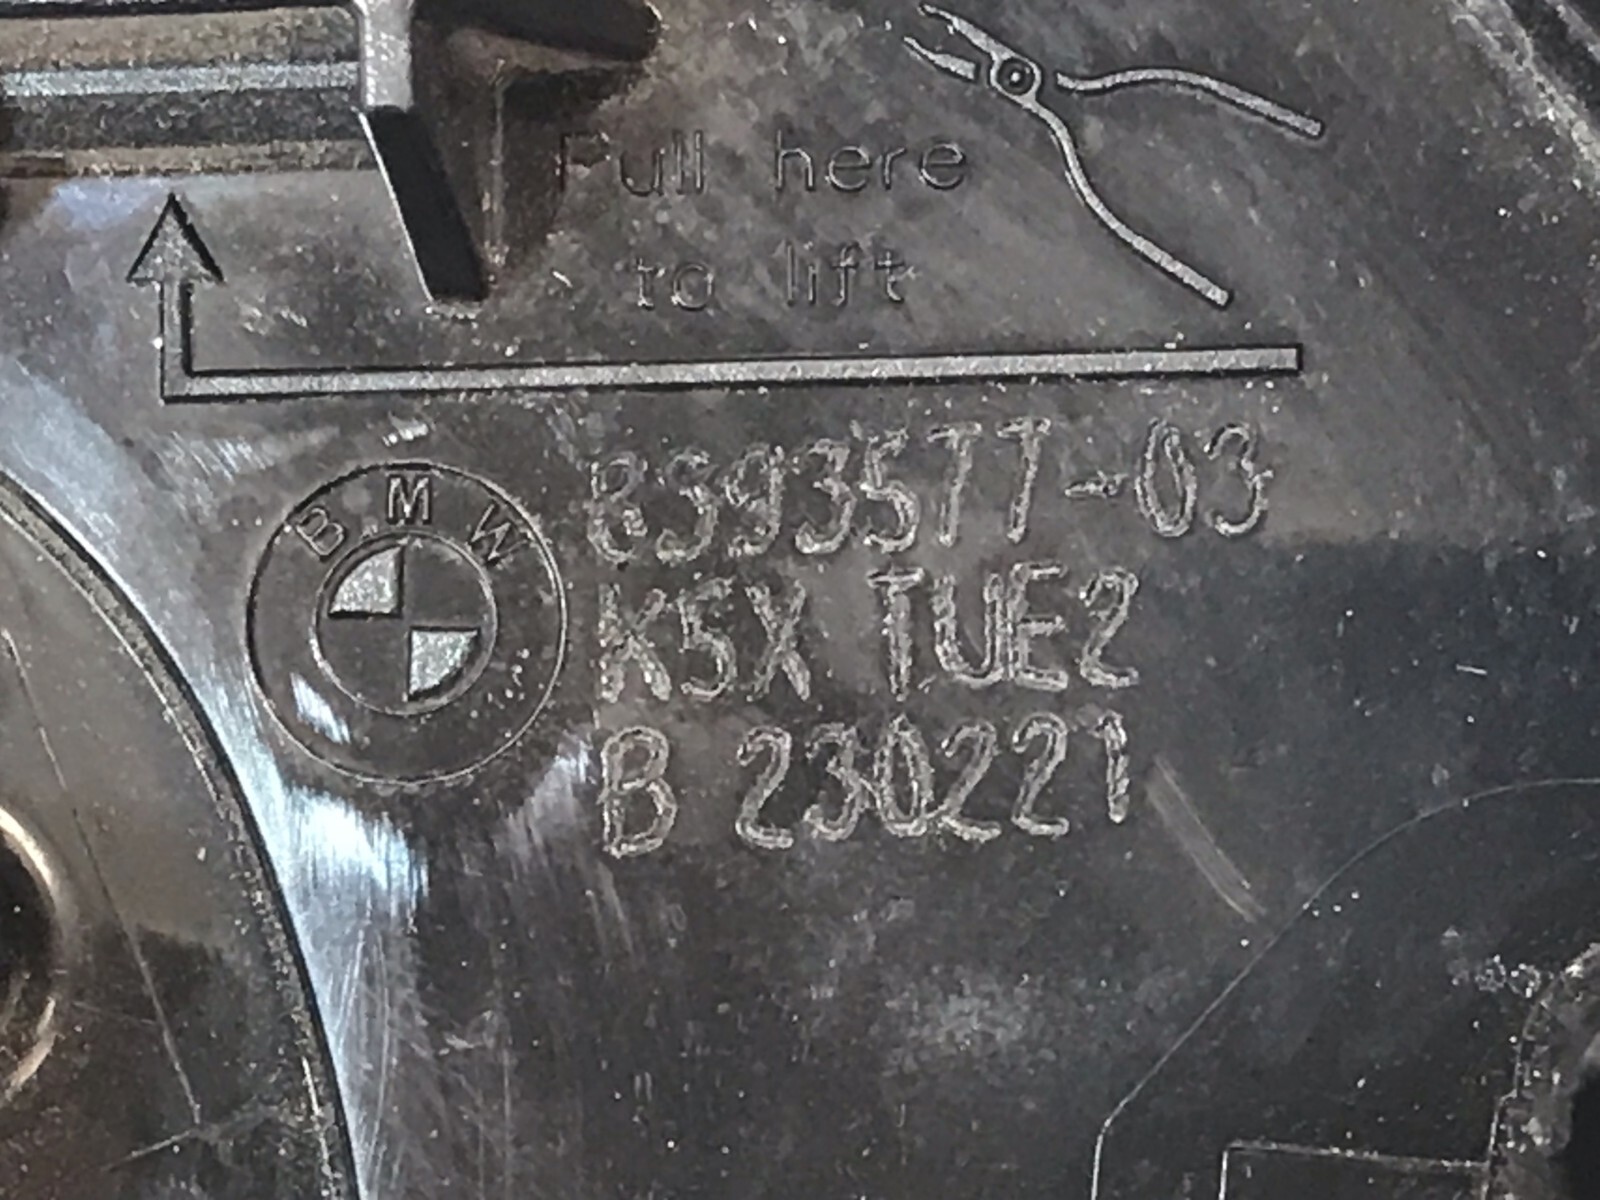 Pull here
to lift
BMW
8593577-03
K5X TUE2
B 230221